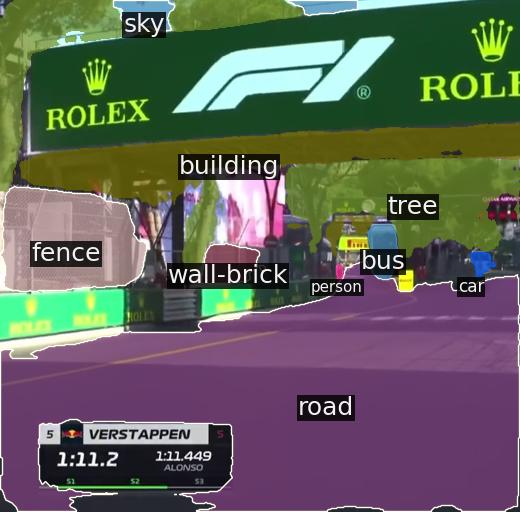 sky
F1®
ROLEX
ROLE
building
tree
fence
wall-brick
bus
person
car
road
5 VERSTAPPEN 5
1:11.2
1:11.449
ALONSO
S1 S2 S3